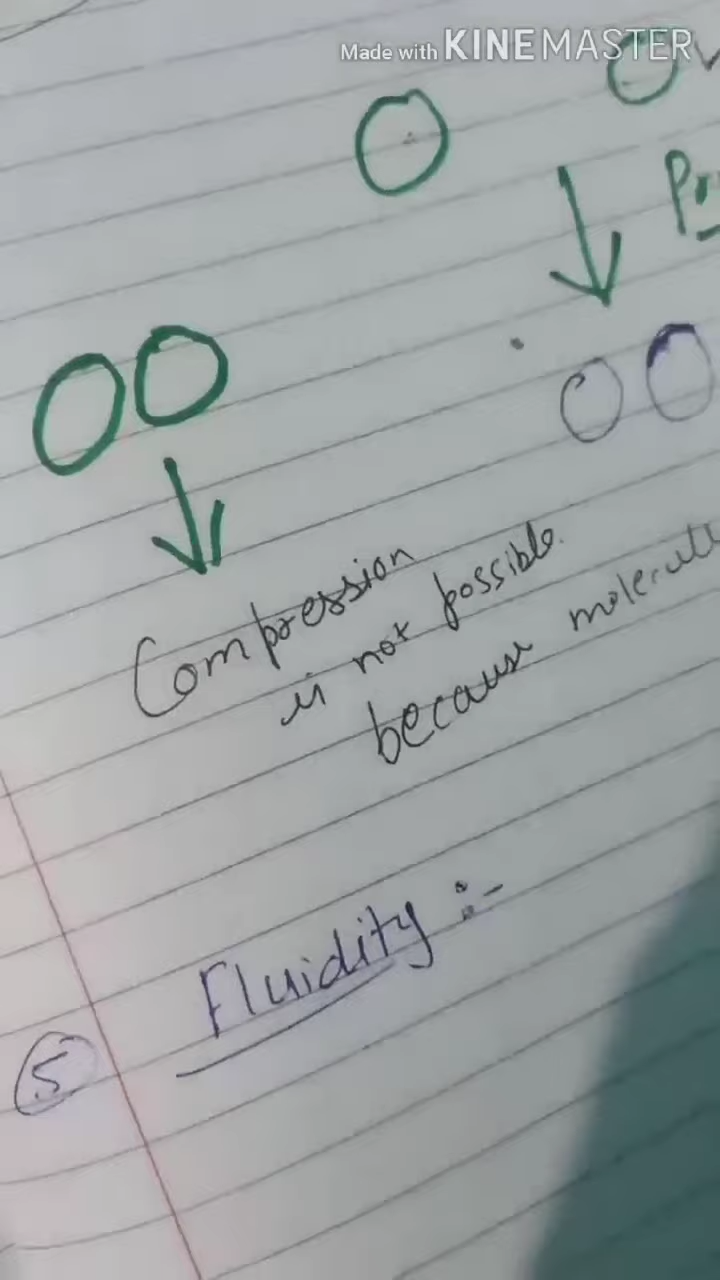 Made with KINEMASTER
Compression
is not possible.
because
5 Fluidity :-